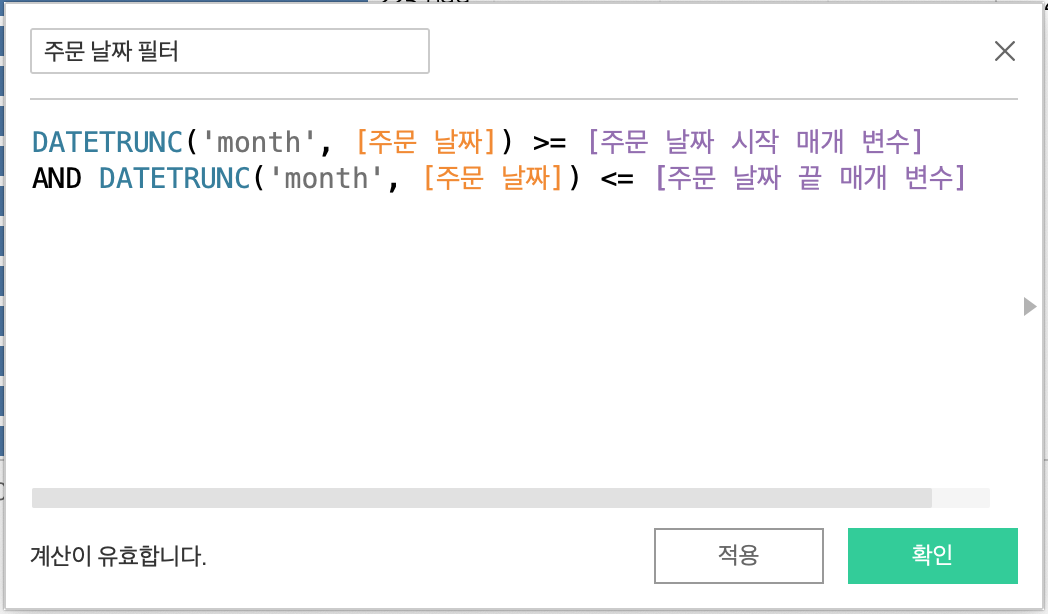 주문 날짜 필터
DATETRUNC('month', [주문 날짜]) >= [주문 날짜 시작 매개 변수]
AND DATETRUNC('month', [주문 날짜]) <= [주문 날짜 끝 매개 변수]
계산이 유효합니다.
적용
확인